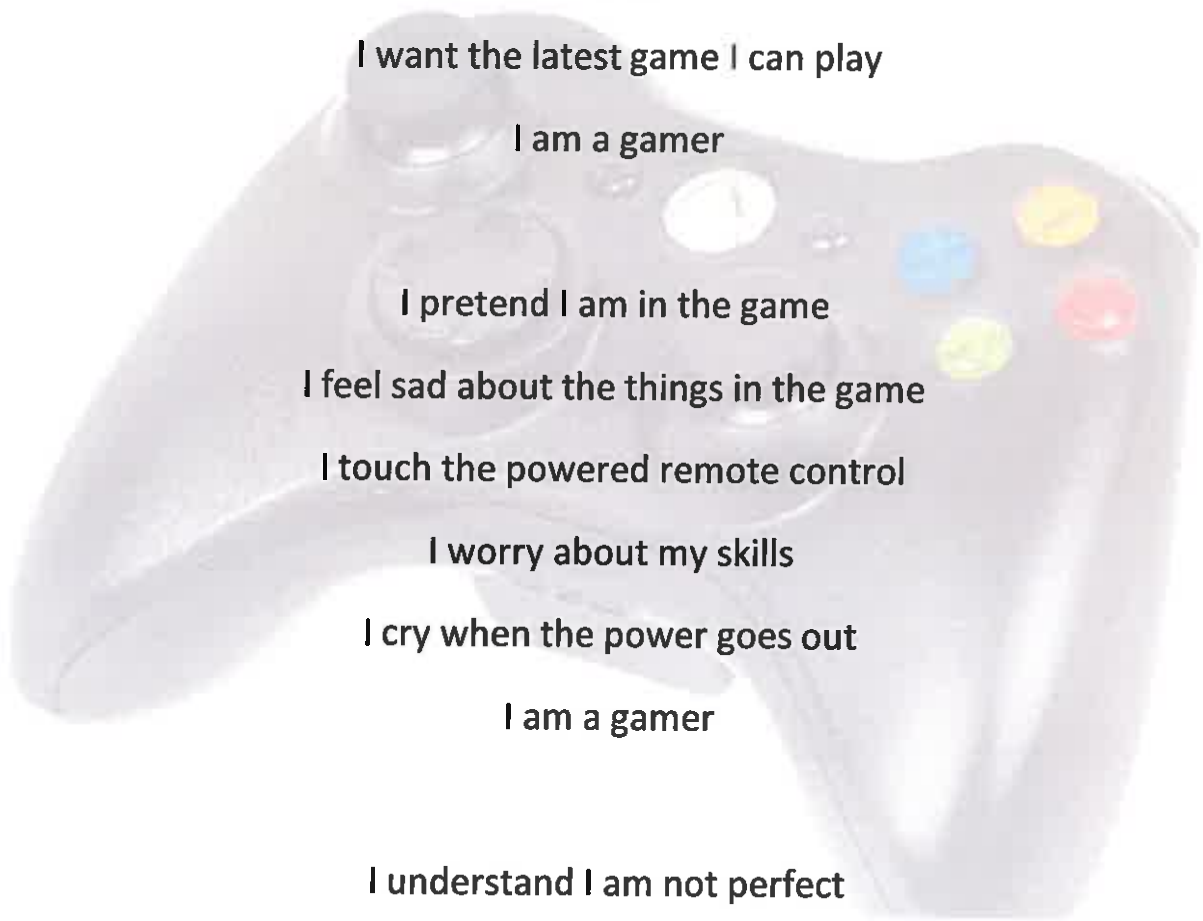 I want the latest game I can play
I am a gamer
I pretend I am in the game
I feel sad about the things in the game
I touch the powered remote control
I worry about my skills
I cry when the power goes out
I am a gamer
I understand I am not perfect